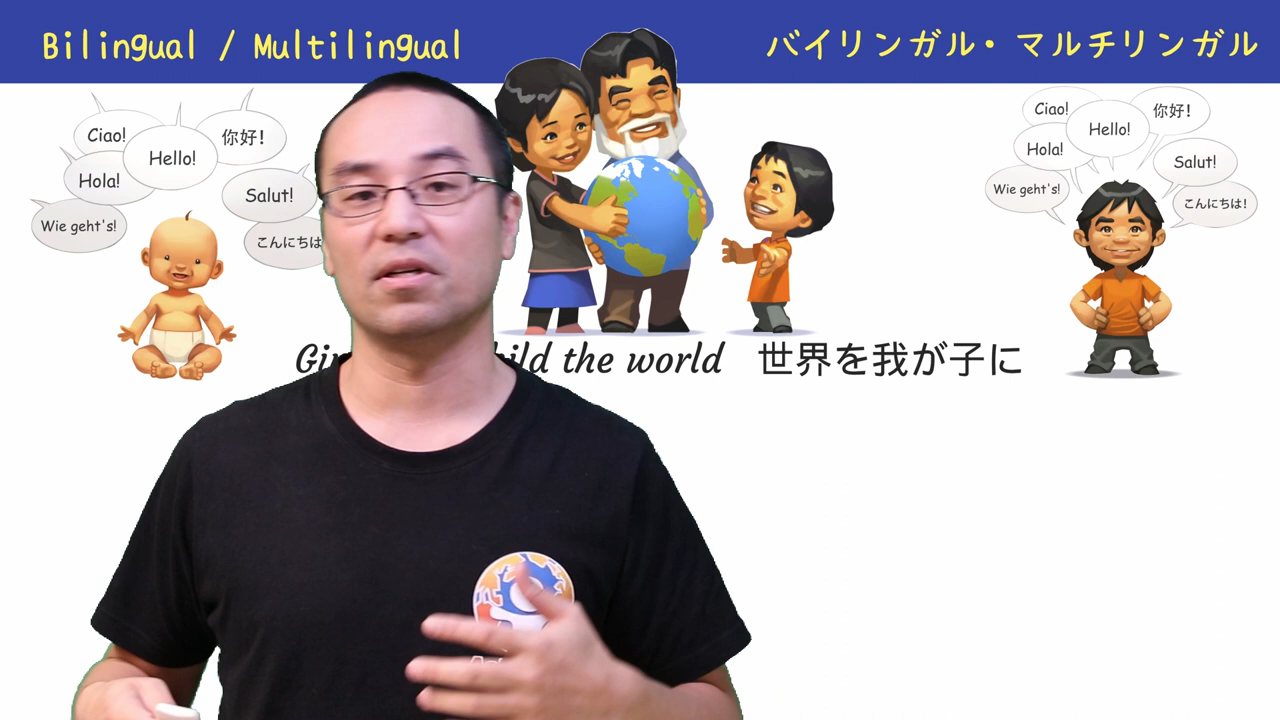 Bilingual / Multilingual
バイリンガル・マルチリンガル
Ciao!
Hello!
你好!
Hola!
Salut!
Wie geht's!
こんにちは
Ciao!
你好!
Hello!
Hola!
Salut!
Wie geht's!
こんにちは!
the world 世界を我が子に